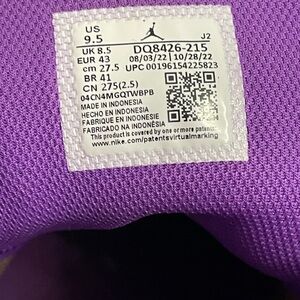 US
9.5 J2
UK 8.5 DQ8426-215
EUR 43 08/03/22 10/28/22
cm 27.5 UPC 00196154225823
BR 41
CN 275(2.5)
04CN4MGQTWBPB
MADE IN INDONESIA
HECHO EN INDONESIA
FABRIQUE EN INDONESIE
FABRICADO NA INDONÉSIA
This product is covered by one or more patents.
www.nike.com/patentsvirtualmarking